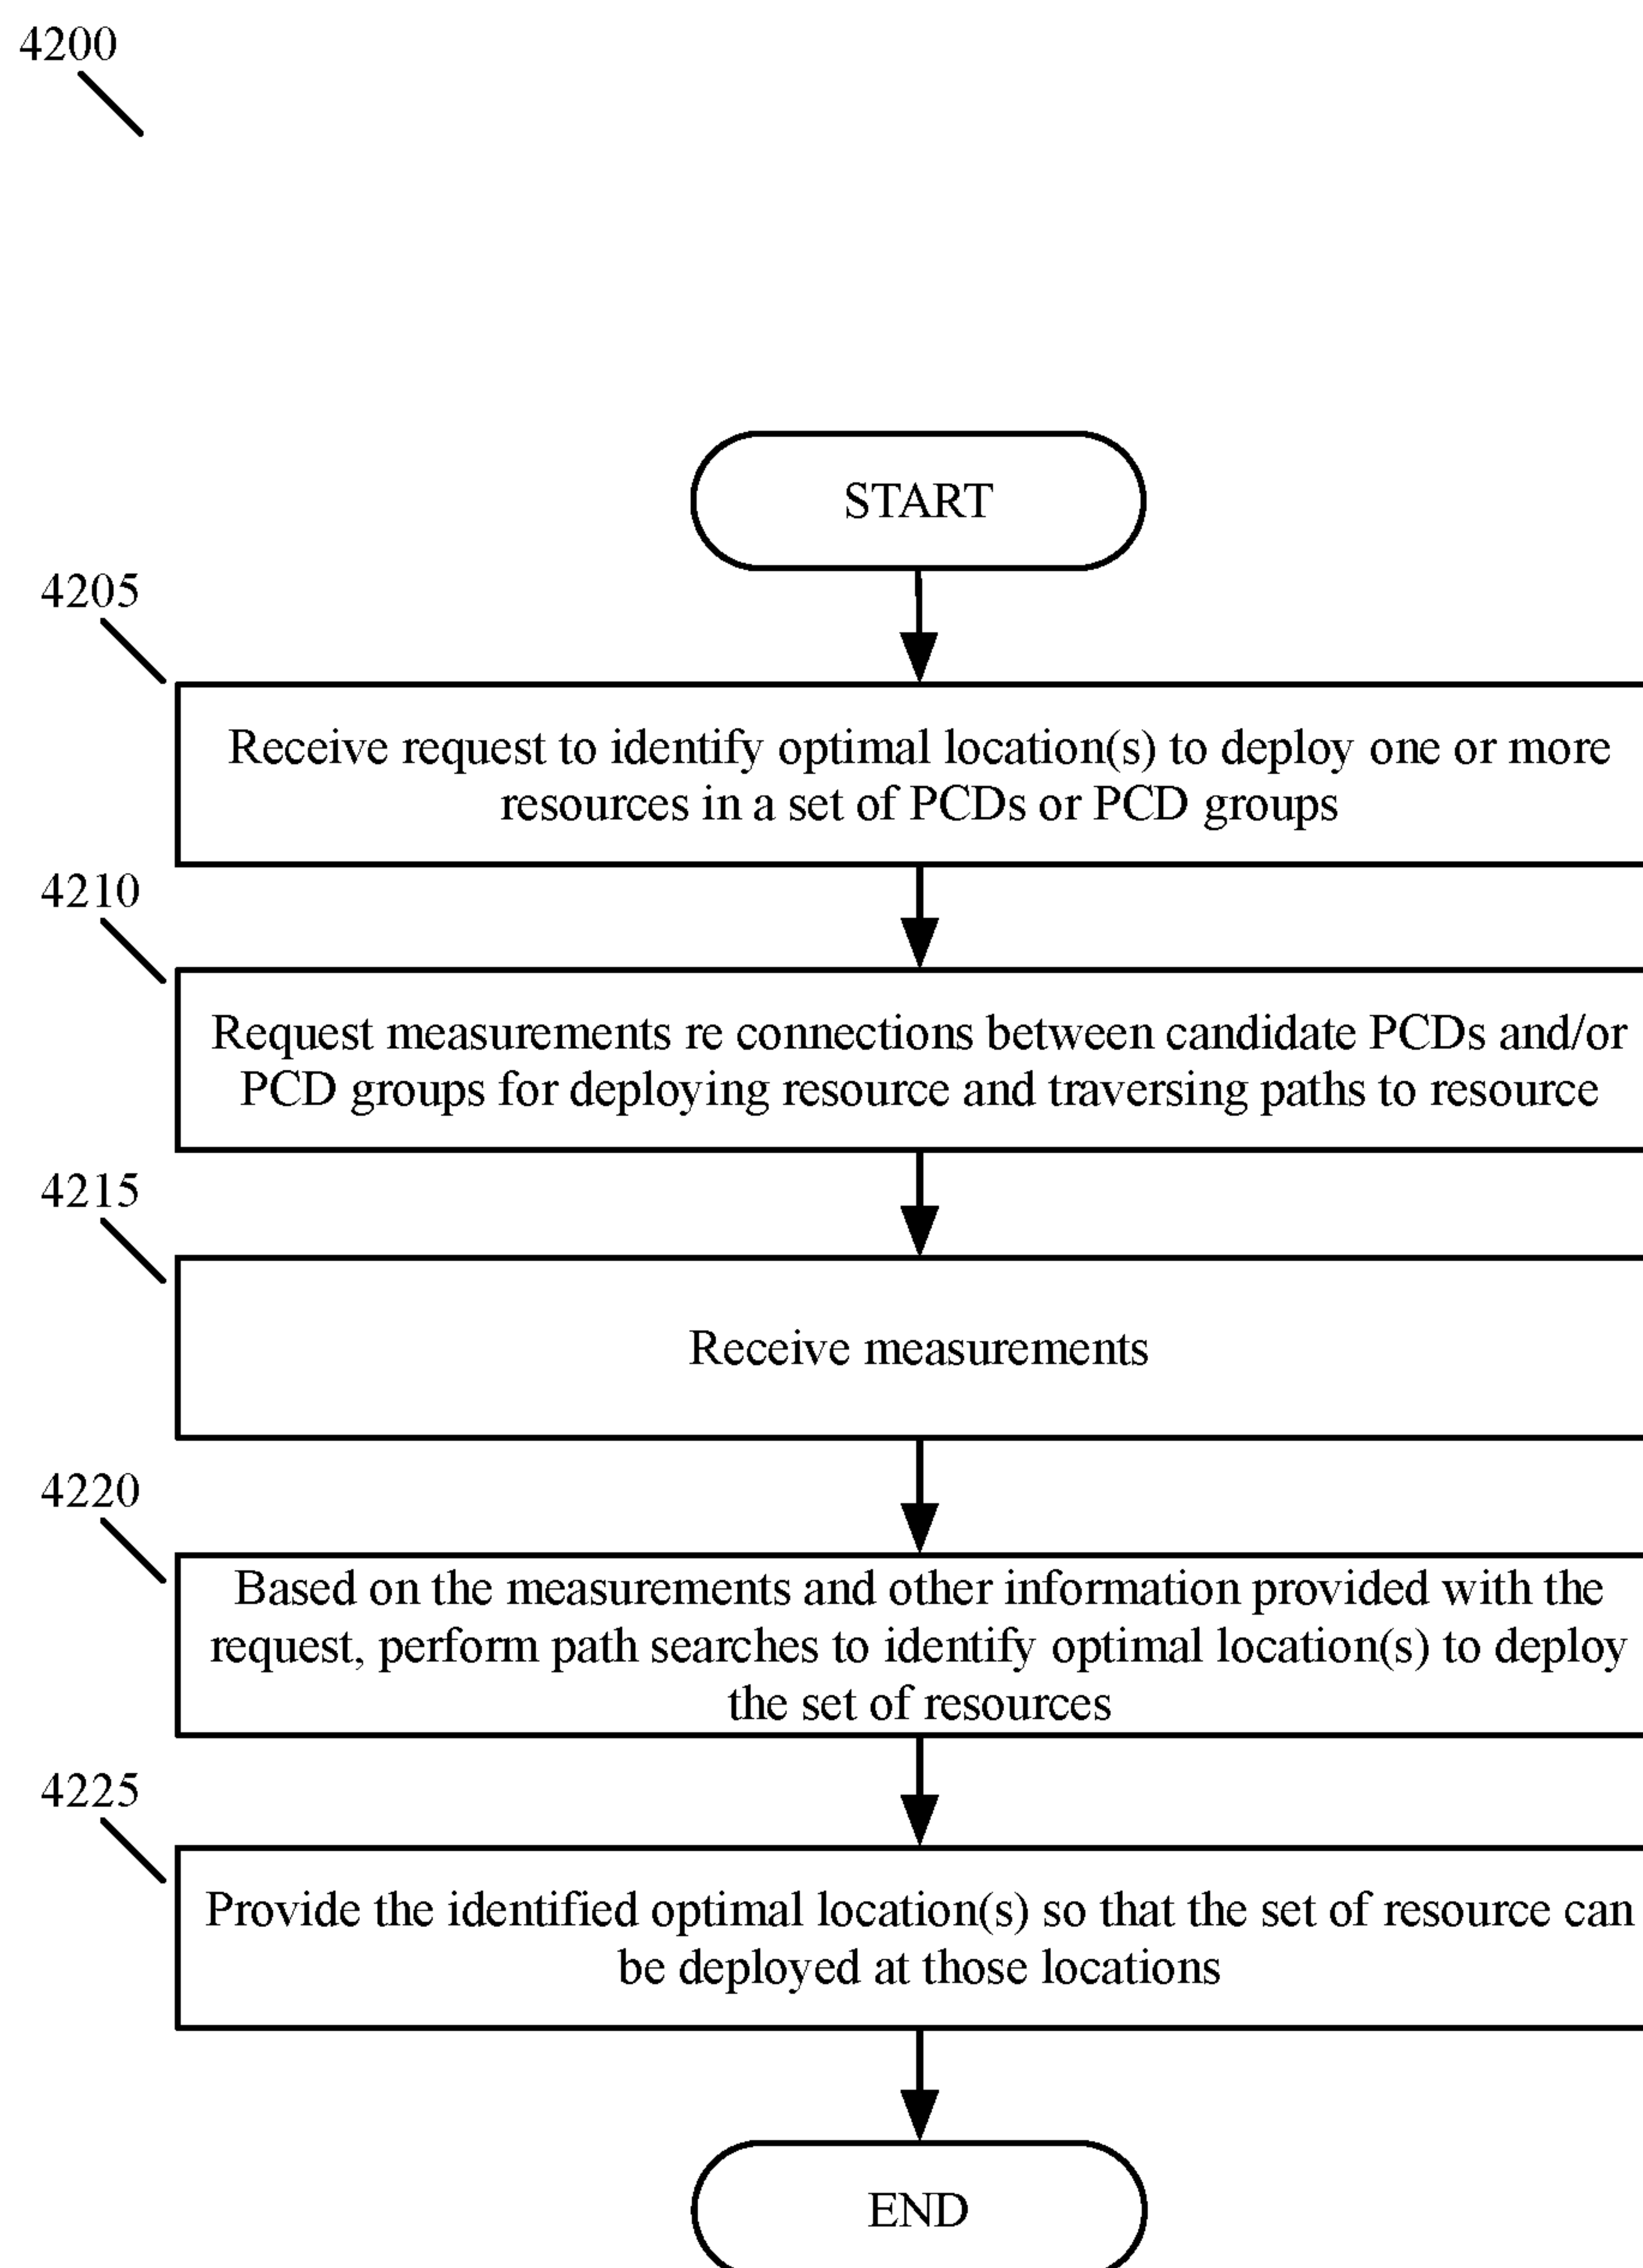 4200
START
4205
Receive request to identify optimal location(s) to deploy one or more
resources in a set of PCDs or PCD groups
4210
Request measurements re connections between candidate PCDs and/or
PCD groups for deploying resource and traversing paths to resource
4215
Receive measurements
4220
Based on the measurements and other information provided with the
request, perform path searches to identify optimal location(s) to deploy
the set of resources
4225
Provide the identified optimal location(s) so that the set of resource can
be deployed at those locations
END